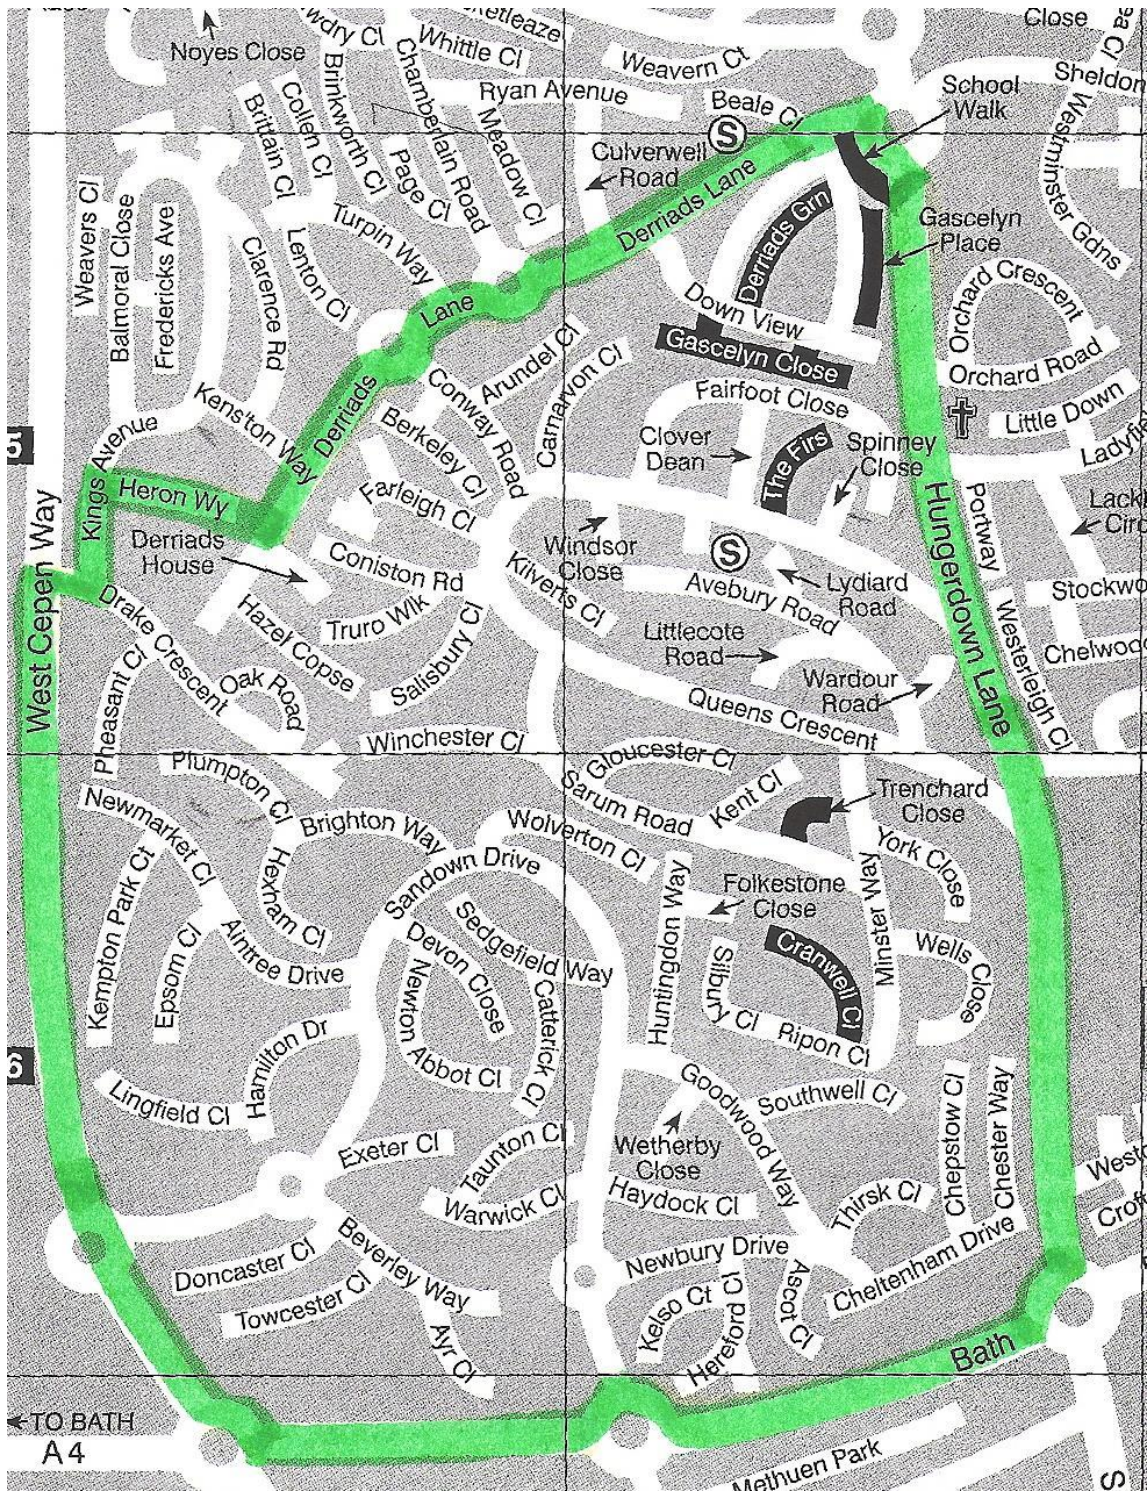 Close
Noyes Close
Whittle Cl
Weavern Ct
Sheldon
School
Walk
Ryan Avenue
Beale Cl
Chamberlain Road
Brinkworth Cl
Collen Cl
Brittain Cl
Meadow Cl
Page Cl
S
Culverwell
Road
Westminster Gdns
Derriads Lane
Derriads Grn
Gascelyn
Place
Weavers Cl
Balmoral Close
Fredericks Ave
Clarence Rd
Lenton Cl
Turpin Way
Lane
Down View
Orchard Crescent
Gascelyn Close
Orchard Road
Arundel Cl
Carnarvon Cl
Conway Road
Berkeley Cl
Derriads
Kenston Way
Fairfoot Close
Little Down
5
Kings Avenue
Clover
Dean
The Firs
Spinney
Close
Heron Wy
Farleigh Cl
Hungerdown Lane
Portway
West Cepen Way
Derriads
House
Windsor
Close
S
Coniston Rd
Kilverts Cl
Avebury Road
Lydiard
Road
Drake Crescent
Hazel Copse
Truro Wlk
Salisbury Cl
Littlecote
Road
Westerleigh Cl
Pheasant Cl
Oak Road
Wardour
Road
Queens Crescent
Winchester Cl
Plumpton Cl
Gloucester Cl
Sarum Road
Kent Cl
Trenchard
Close
Newmarket Cl
Brighton Way
Wolverton Cl
York Close
Kempton Park Ct
Hexham Cl
Sandown Drive
Huntingdon Way
Folkestone
Close
Minster Way
Epsom Cl
Aintree Drive
Devon Close
Sedgefield Way
Silbury Cl
Cranwell Cl
Wells Close
Newton Abbot Cl
Catterick Cl
Ripon Cl
6
Hamilton Dr
Lingfield Cl
Goodwood Way
Southwell Cl
Chepstow Cl
Chester Way
Exeter Cl
Taunton Cl
Wetherby
Close
Warwick Cl
Haydock Cl
Thirsk Cl
Doncaster Cl
Beverley Way
Newbury Drive
Cheltenham Drive
Towcester Cl
Kelso Ct
Hereford Cl
Ascot Cl
Ayr Cl
Bath
TO BATH
A4
Methuen Park
S